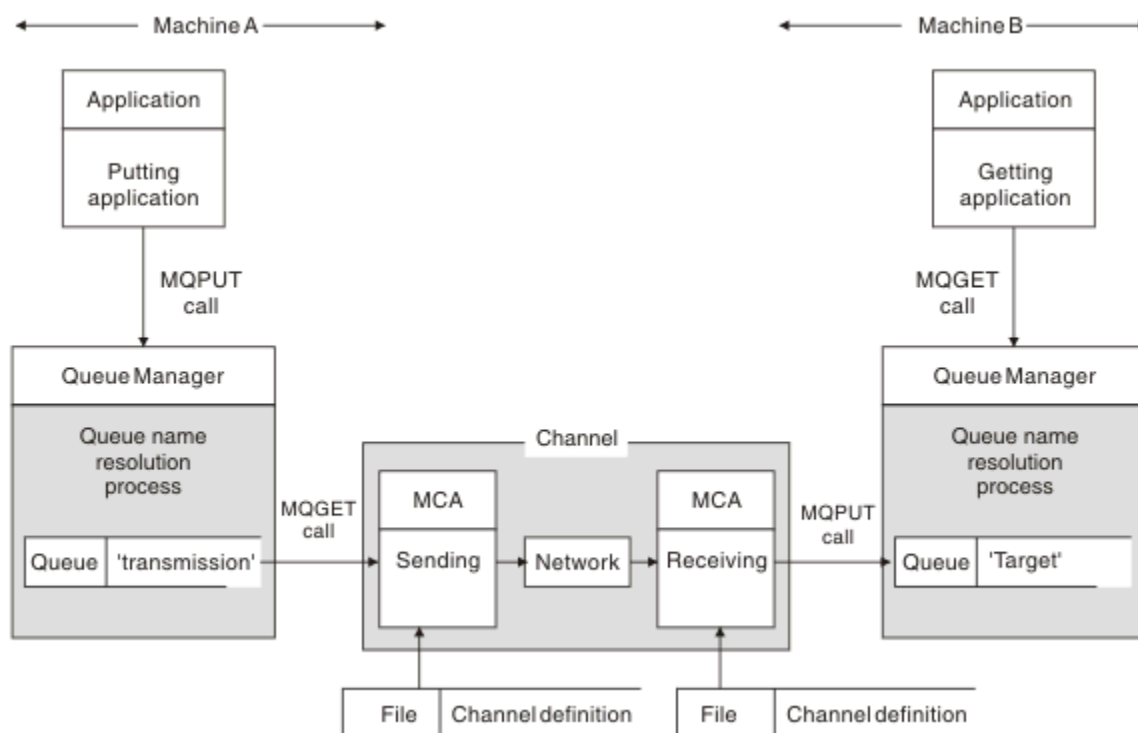 Machine A
Machine B
Application
Putting
application
Application
Getting
application
MQPUT
call
MQGET
call
Queue Manager
Queue name
resolution
process
Queue 'transmission'
MQGET
call
Channel
MCA
Sending
Network
MCA
Receiving
MQPUT
call
Queue Manager
Queue name
resolution
process
Queue 'Target'
File Channel definition
File Channel definition